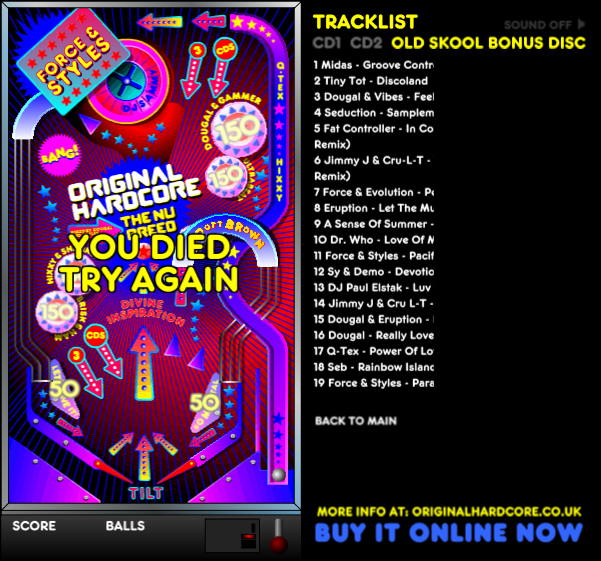 FORCE &
STYLES
3
CDS
DJ SAMMY
Q-TEX
HIXXY
DOUGAL & GAMMER
150
BANG!
150
ORIGINAL
HARDCORE
THE NU
BREED
SCOTT BROWN
YOU DIED
TRY AGAIN
150
DIVINE
INSPIRATION
3
CDS
50
50
TILT
SCORE
BALLS
TRACKLIST
SOUND OFF
CD1 CD2 OLD SKOOL BONUS DISC
1 Midas - Groove Contr
2 Tiny Tot - Discoland
3 Dougal & Vibes - Feel
4 Seduction - Samplem
5 Fat Controller - In Co
Remix)
6 Jimmy J & Cru-L-T -
Remix)
7 Force & Evolution - Po
8 Eruption - Let The Mu
9 A Sense Of Summer -
10 Dr. Who - Love Of M
11 Force & Styles - Pacif
12 Sy & Demo - Devotio
13 DJ Paul Elstak - Luv
14 Jimmy J & Cru L-T -
15 Dougal & Eruption -
16 Dougal - Really Love
17 Q-Tex - Power Of Lo
18 Seb - Rainbow Island
19 Force & Styles - Para
BACK TO MAIN
MORE INFO AT: ORIGINALHARDCORE.CO.UK
BUY IT ONLINE NOW